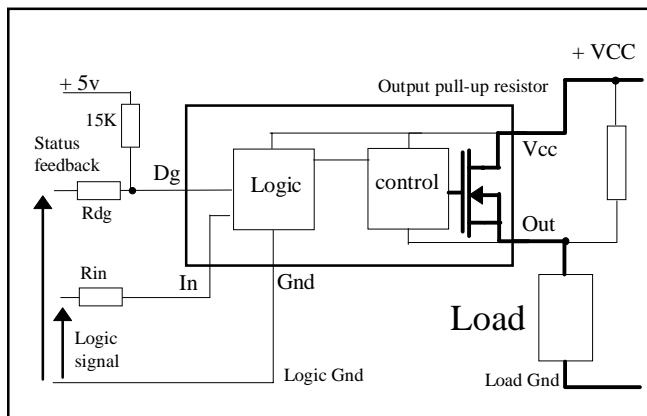 + VCC
+ 5v
Output pull-up resistor
15K
Status
feedback
Vcc
Dg
Logic
control
Rdg
Out
Rin
In
Gnd
Load
Logic
signal
Logic Gnd
Load Gnd